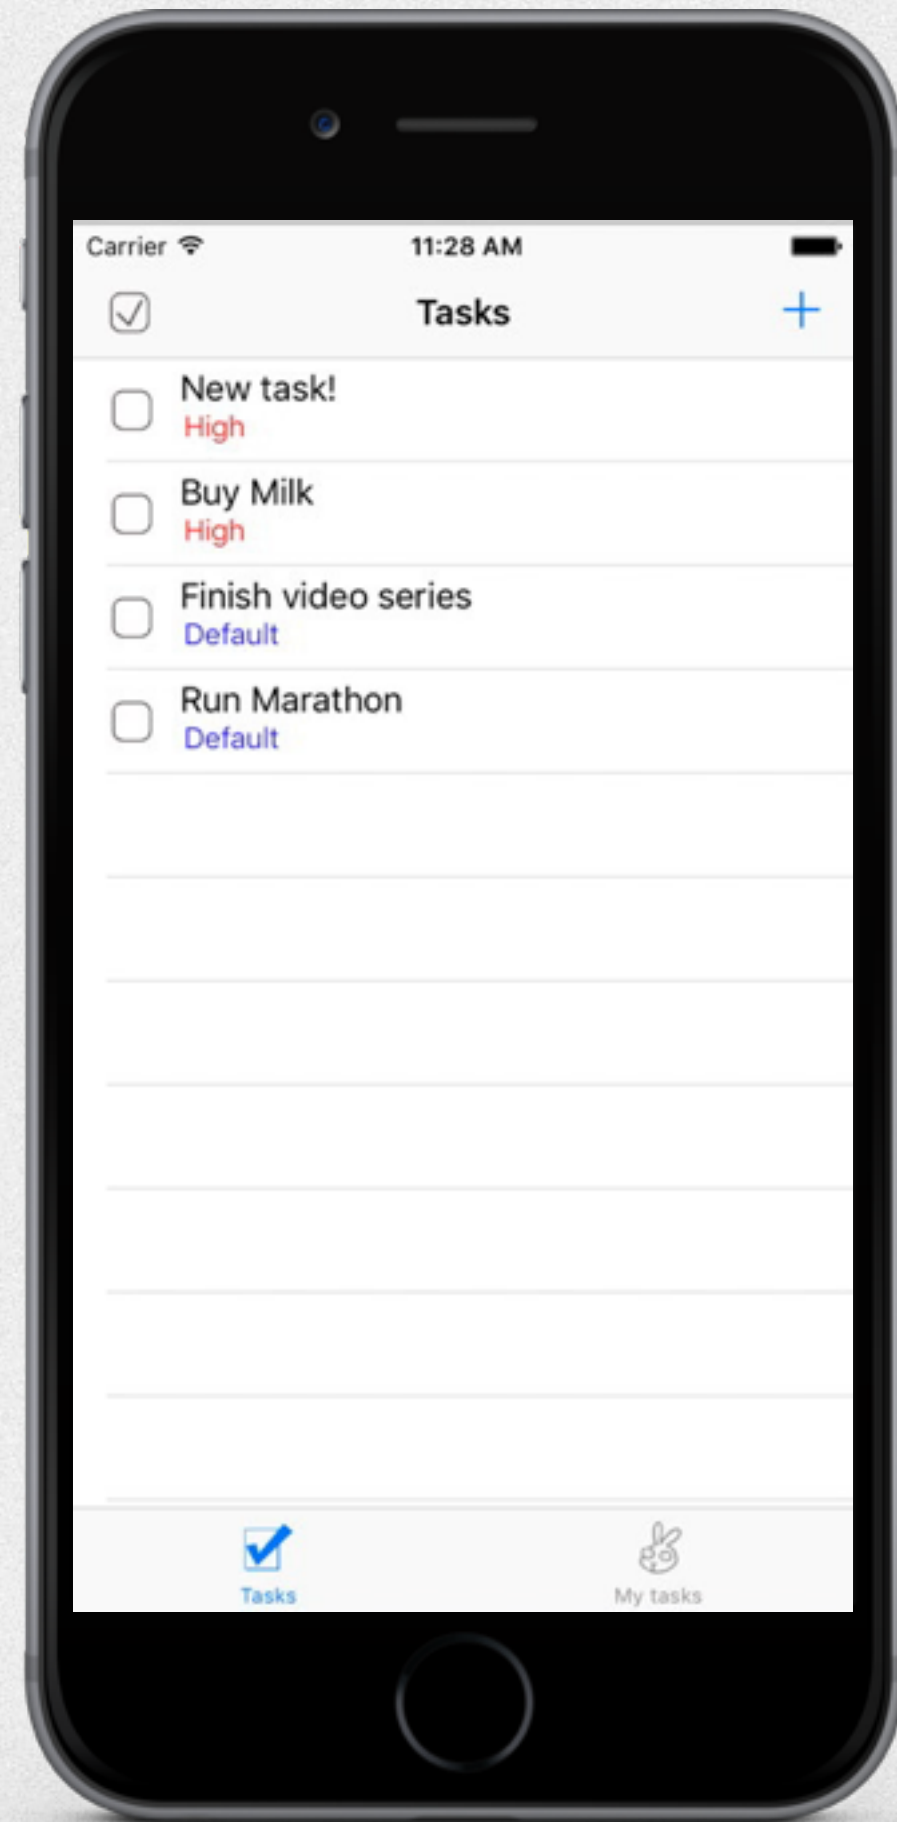 Carrier
11:28 AM
Tasks
New task!
High
Buy Milk
High
Finish video series
Default
Run Marathon
Default
Tasks
My tasks